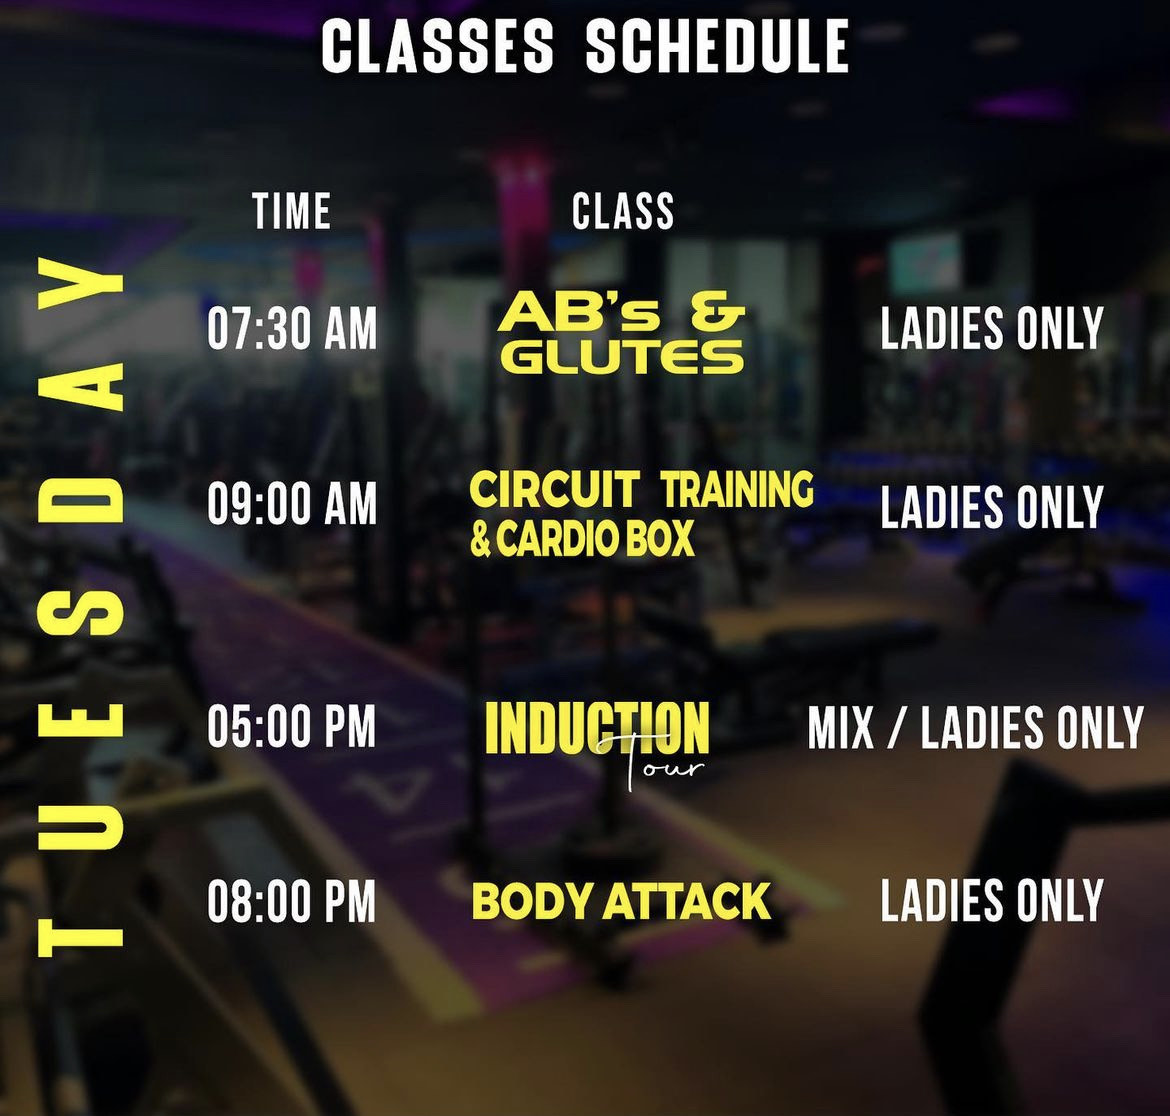 CLASSES SCHEDULE
TIME CLASS
TUESDAY
07:30 AM AB's & GLUTES LADIES ONLY
09:00 AM CIRCUIT TRAINING & CARDIO BOX LADIES ONLY
05:00 PM INDUCTION Tour MIX / LADIES ONLY
08:00 PM BODY ATTACK LADIES ONLY